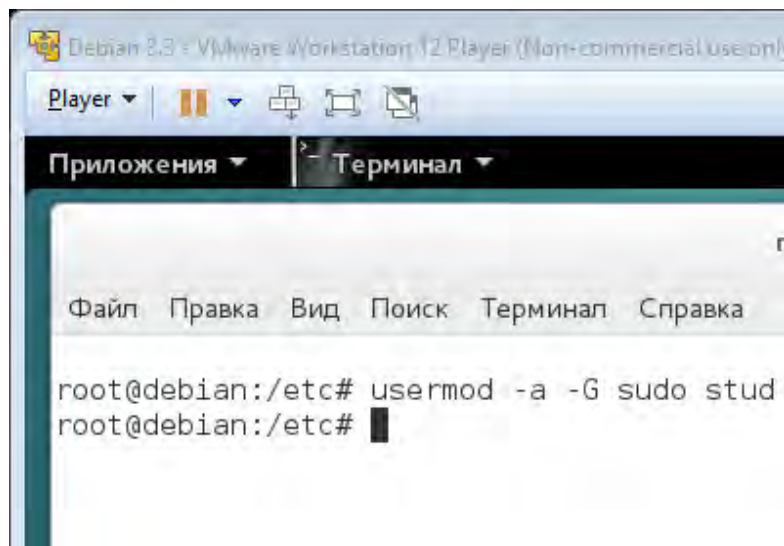 Debian 8.3 - VMware Workstation 12 Player (Non-commercial use only
Player
Приложения Терминал
Файл Правка Вид Поиск Терминал Справка
root@debian:/etc# usermod -a -G sudo stud
root@debian:/etc#